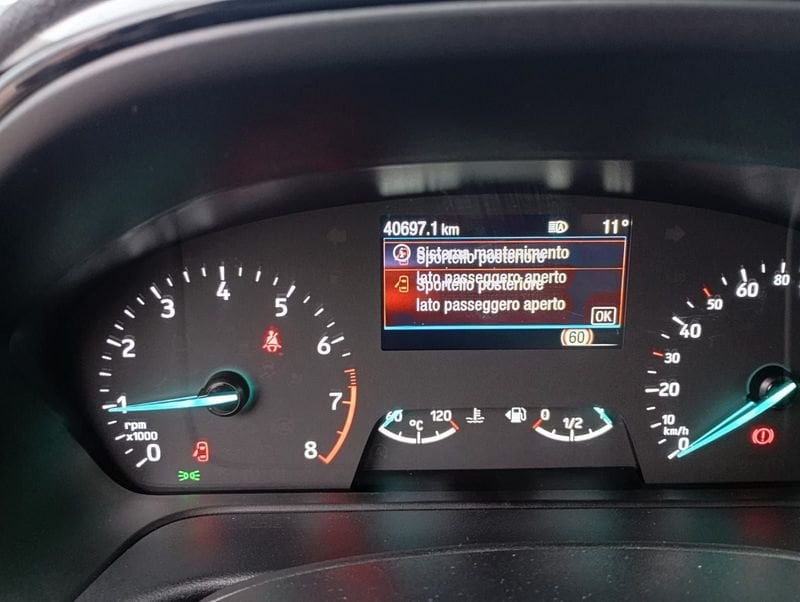 40697.1 km 11°
Sistema mantenimento
Sportello posteriore
lato passeggero aperto
Sportello posteriore
lato passeggero aperto
OK
60
0 1 2 3 4 5 6 7 8
rpm
x1000
60 120
°C
0 1/2 1
0 10 20 30 40 50 60 80
km/h